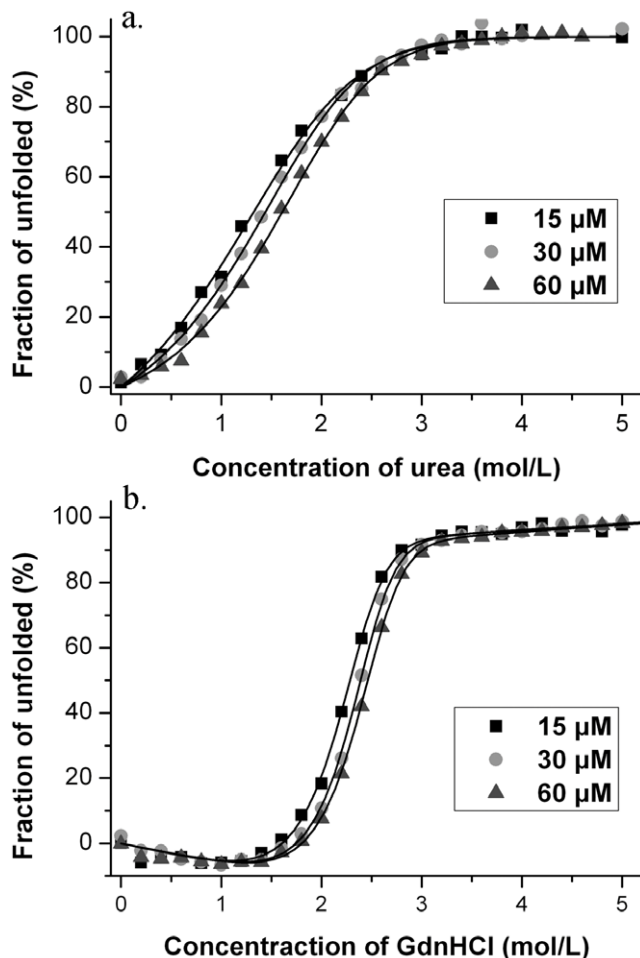 a.
100
80
60
40
20
0
Fraction of unfolded (%)
15 µM
30 µM
60 µM
0 1 2 3 4 5
Concentration of urea (mol/L)
b.
100
80
60
40
20
0
Fraction of unfolded (%)
15 µM
30 µM
60 µM
0 1 2 3 4 5
Concentraction of GdnHCl (mol/L)